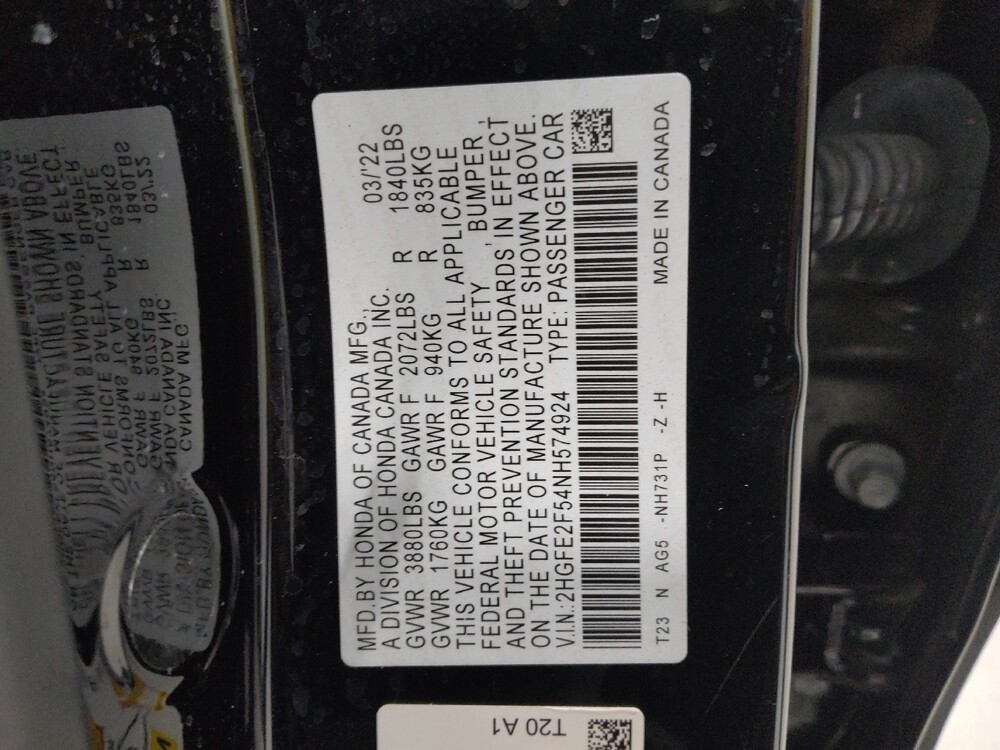 MFD.BY HONDA OF CANADA MFG., 03/'22
A DIVISION OF HONDA CANADA INC.
GVWR 3880LBS GAWR F 2072LBS R 1840LBS
GVWR 1760KG GAWR F 940KG R 835KG
THIS VEHICLE CONFORMS TO ALL APPLICABLE
FEDERAL MOTOR VEHICLE SAFETY, BUMPER,
AND THEFT PREVENTION STANDARDS, IN EFFECT
ON THE DATE OF MANUFACTURE SHOWN ABOVE.
V.I.N.:2HGFE2F54NH574924 TYPE: PASSENGER CAR
T23 N AG5 -NH731P -Z -H MADE IN CANADA
T20 A1